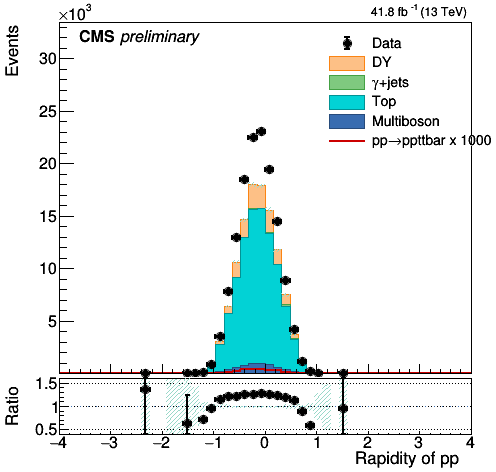 ×10³
41.8 fb⁻¹ (13 TeV)
CMS preliminary
Events
Data
DY
γ+jets
Top
Multiboson
pp→ppttbar x 1000
30
25
20
15
10
5
Ratio
1.5
1
0.5
−4 −3 −2 −1 0 1 2 3 4
Rapidity of pp